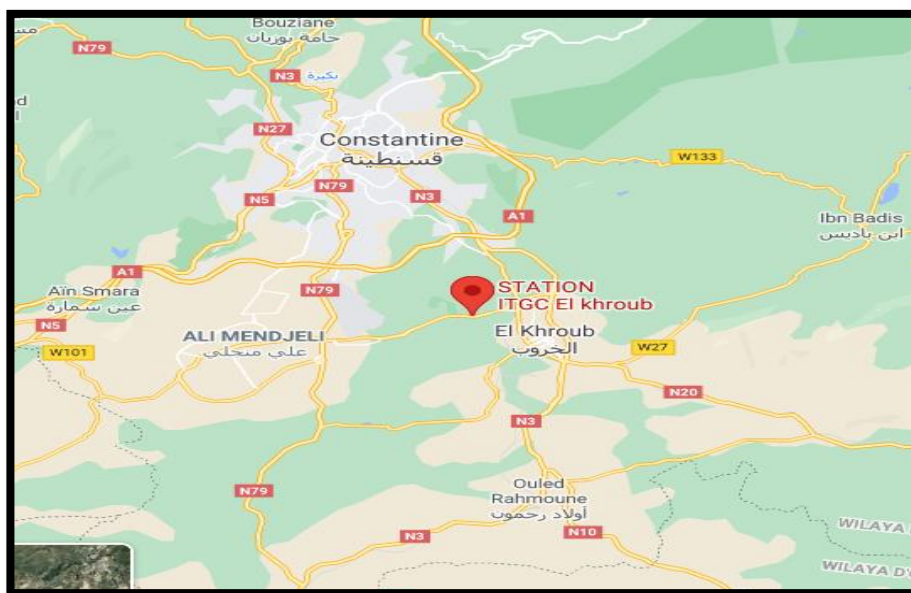 Bouziane
حامة بوزيان
N79
N3
بكيرة
N27
Constantine
قسنطينة
W133
N79
N5
N3
A1
Ibn Badis
ابن باديس
A1
Aïn Smara
عين سمارة
N79
STATION
ITGC El khroub
N5
W101
ALI MENDJELI
علي منجلي
El Khroub
الخروب
W27
N20
N3
N79
Ouled
Rahmoune
أولاد رحمون
N3
N10
WILAYA
WILAYA D'